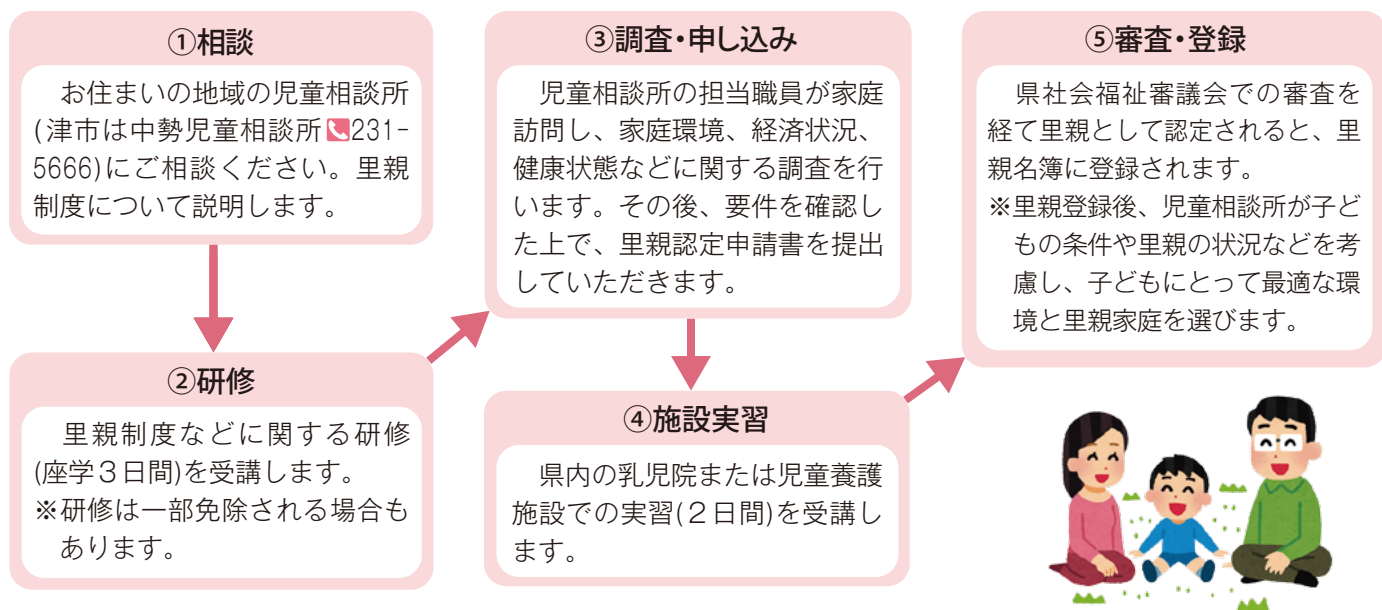 ①相談
お住まいの地域の児童相談所
(津市は中勢児童相談所📞231-
5666)にご相談ください。里親
制度について説明します。
②研修
里親制度などに関する研修
(座学3日間)を受講します。
※研修は一部免除される場合も
あります。
③調査・申し込み
児童相談所の担当職員が家庭
訪問し、家庭環境、経済状況、
健康状態などに関する調査を行
います。その後、要件を確認し
た上で、里親認定申請書を提出
していただきます。
④施設実習
県内の乳児院または児童養護
施設での実習(2日間)を受講し
ます。
⑤審査・登録
県社会福祉審議会での審査を
経て里親として認定されると、里
親名簿に登録されます。
※里親登録後、児童相談所が子ど
もの条件や里親の状況などを考
慮し、子どもにとって最適な環
境と里親家庭を選びます。